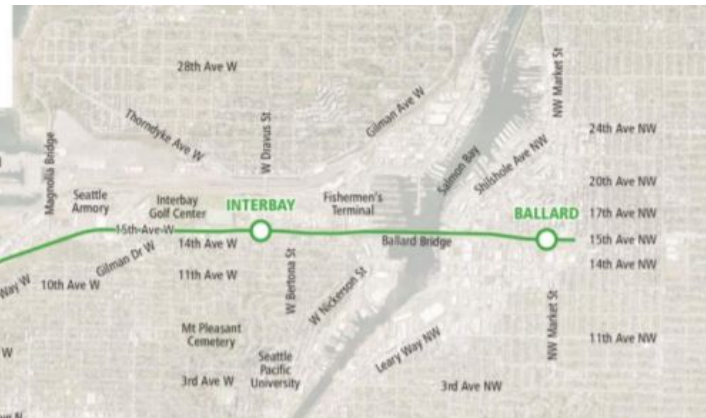 28th Ave W
Thorndyke Ave W
W Dravus St
Gilman Ave W
NW Market St
24th Ave NW
Salmon Bay
Shilshole Ave NW
Magnolia Bridge
20th Ave NW
Seattle
Armory
Interbay
Golf Center
INTERBAY
Fishermen's
Terminal
BALLARD
17th Ave NW
15th Ave W
14th Ave W
Ballard Bridge
15th Ave NW
14th Ave NW
Gilman Dr W
11th Ave W
W Bertona St
W Nickerson St
Way W
10th Ave W
Mt Pleasant
Cemetery
Leary Way NW
NW Market St
11th Ave NW
W
Seattle
Pacific
University
3rd Ave W
3rd Ave NW